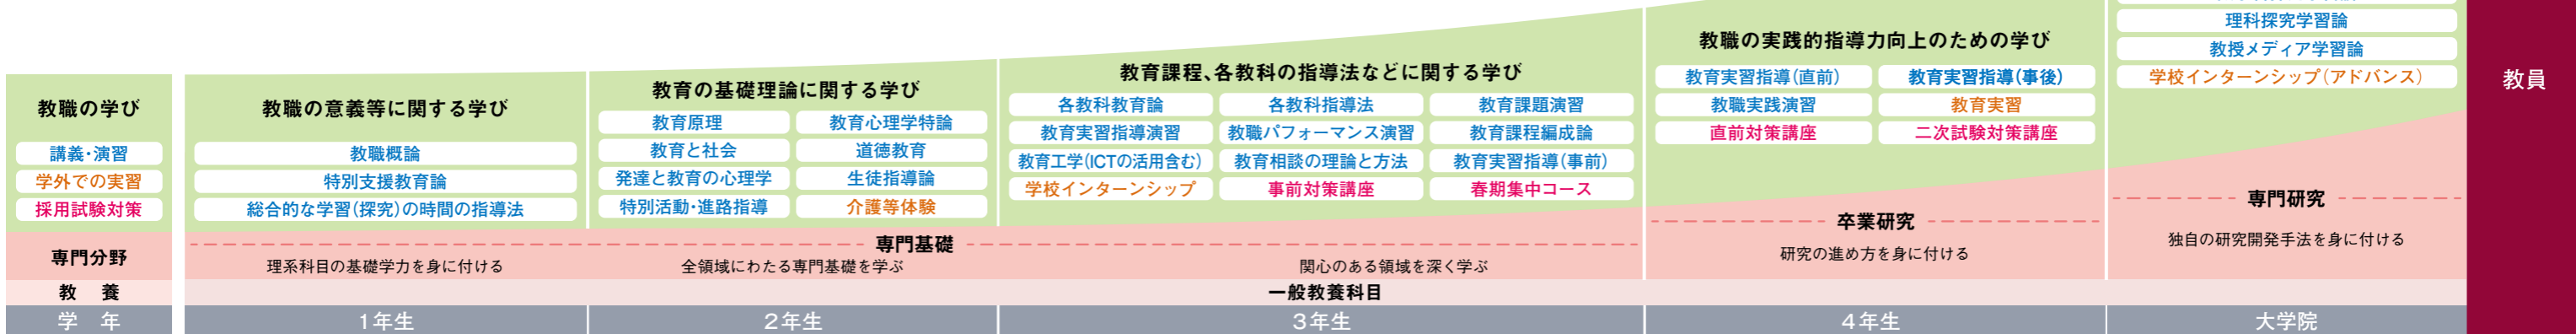 教職の学び
講義・演習
学外での実習
採用試験対策
専門分野
教 養
学 年
教職の意義等に関する学び
教職概論
特別支援教育論
総合的な学習(探究)の時間の指導法
教育の基礎理論に関する学び
教育原理 教育心理学特論
教育と社会 道徳教育
発達と教育の心理学 生徒指導論
特別活動・進路指導 介護等体験
教育課程、各教科の指導法などに関する学び
各教科教育論 各教科指導法 教育課題演習
教育実習指導演習 教職パフォーマンス演習 教育課程編成論
教育工学(ICTの活用含む) 教育相談の理論と方法 教育実習指導(事前)
学校インターンシップ 事前対策講座 春期集中コース
教職の実践的指導力向上のための学び
教育実習指導(直前) 教育実習指導(事後)
教職実践演習 教育実習
直前対策講座 二次試験対策講座
理科探究学習論
教授メディア学習論
学校インターンシップ(アドバンス)
教員
専門基礎
理系科目の基礎学力を身に付ける 全領域にわたる専門基礎を学ぶ 関心のある領域を深く学ぶ
卒業研究
研究の進め方を身に付ける
専門研究
独自の研究開発手法を身に付ける
一般教養科目
1年生 2年生 3年生 4年生 大学院